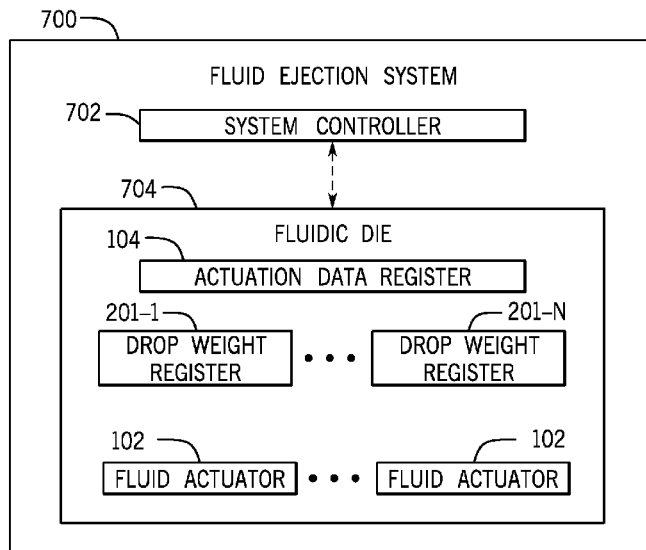 700
FLUID EJECTION SYSTEM
702
SYSTEM CONTROLLER
704
FLUIDIC DIE
104
ACTUATION DATA REGISTER
201-1 201-N
DROP WEIGHT REGISTER • • • DROP WEIGHT REGISTER
102 102
FLUID ACTUATOR • • • FLUID ACTUATOR